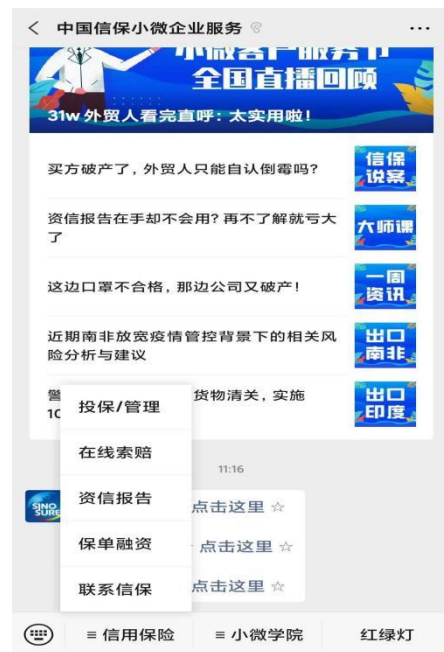 中国信保小微企业服务
小微客户服务节
全国直播回顾
31w外贸人看完直呼：太实用啦！
买方破产了，外贸人只能自认倒霉吗？
信保
说案
资信报告在手却不会用？再不了解就亏大
了
大师课
这边口罩不合格，那边公司又破产！
一周
资讯
近期南非放宽疫情管控背景下的相关风
险分析与建议
出口
南非
警
货物清关，实施
10
出口
印度
投保/管理
在线索赔
11:16
资信报告
SINO
SURE
点击这里 ☆
保单融资
点击这里 ☆
联系信保
点击这里 ☆
≡ 信用保险
≡ 小微学院
红绿灯